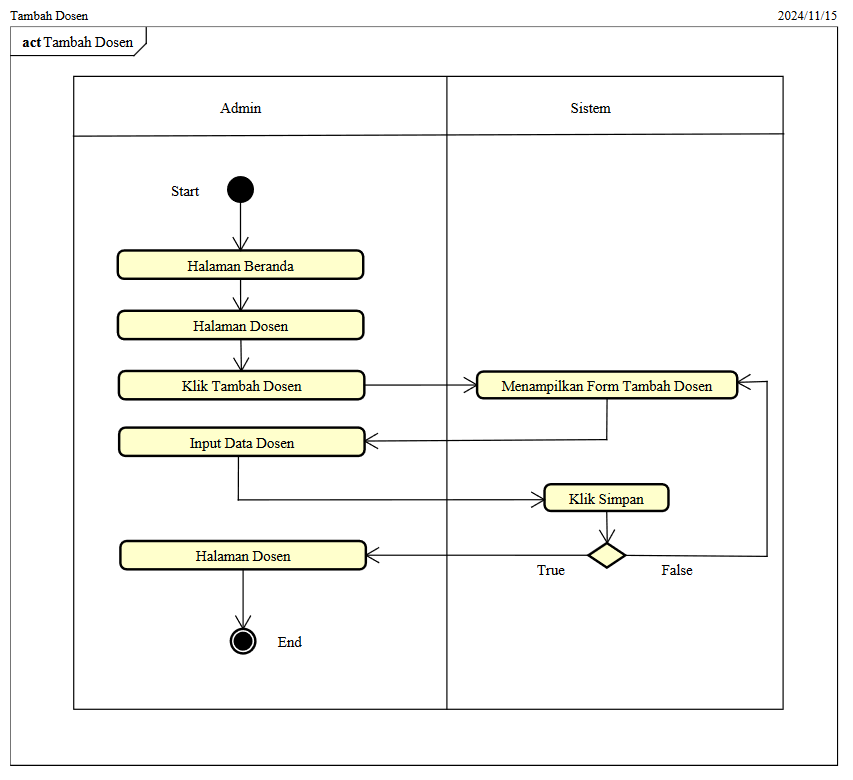 Tambah Dosen
2024/11/15
act Tambah Dosen
Admin
Sistem
Start
Halaman Beranda
Halaman Dosen
Klik Tambah Dosen
Menampilkan Form Tambah Dosen
Input Data Dosen
Klik Simpan
Halaman Dosen
True
False
End